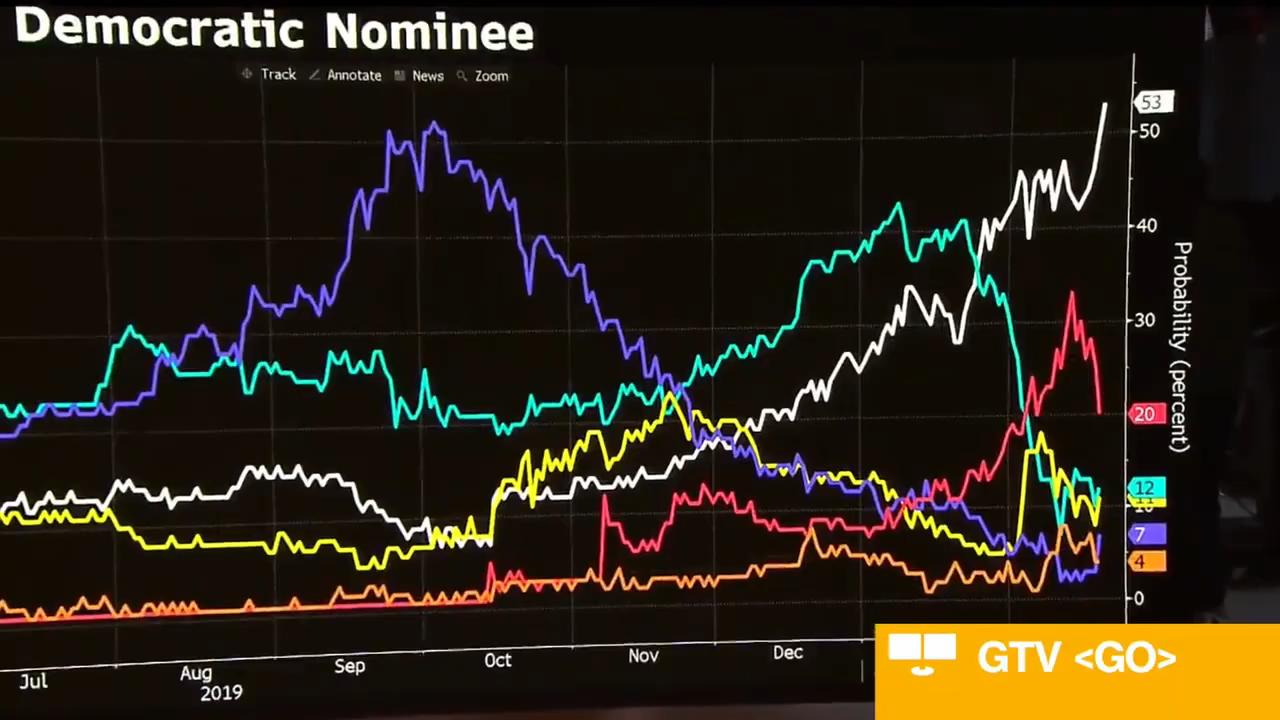 Democratic Nominee
Track Annotate News Zoom
53
50
40
30
20
12
10
7
4
0
Probability (percent)
Jul Aug Sep Oct Nov Dec
2019
GTV <GO>